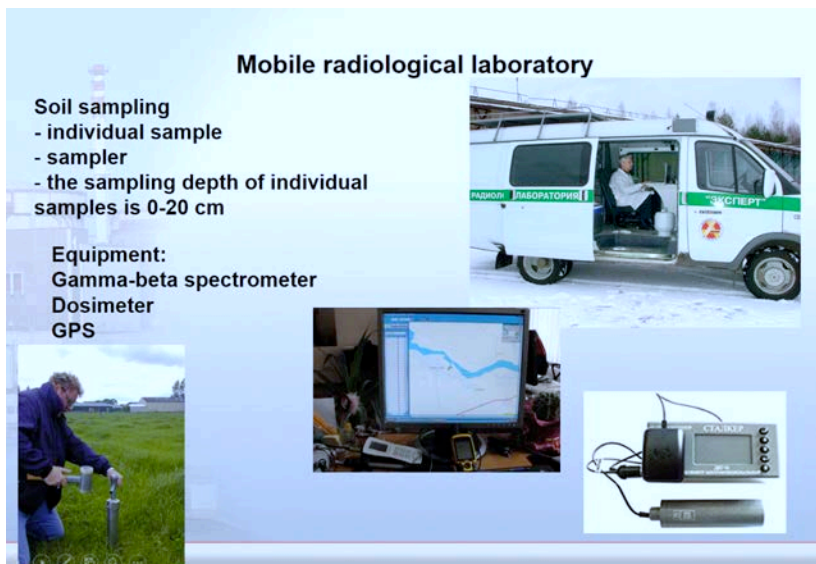 Mobile radiological laboratory
Soil sampling
- individual sample
- sampler
- the sampling depth of individual
samples is 0-20 cm
Equipment:
Gamma-beta spectrometer
Dosimeter
GPS
ЛАБОРАТОРИЯ
"ЭКСПЕРТ"
СТАЛКЕР